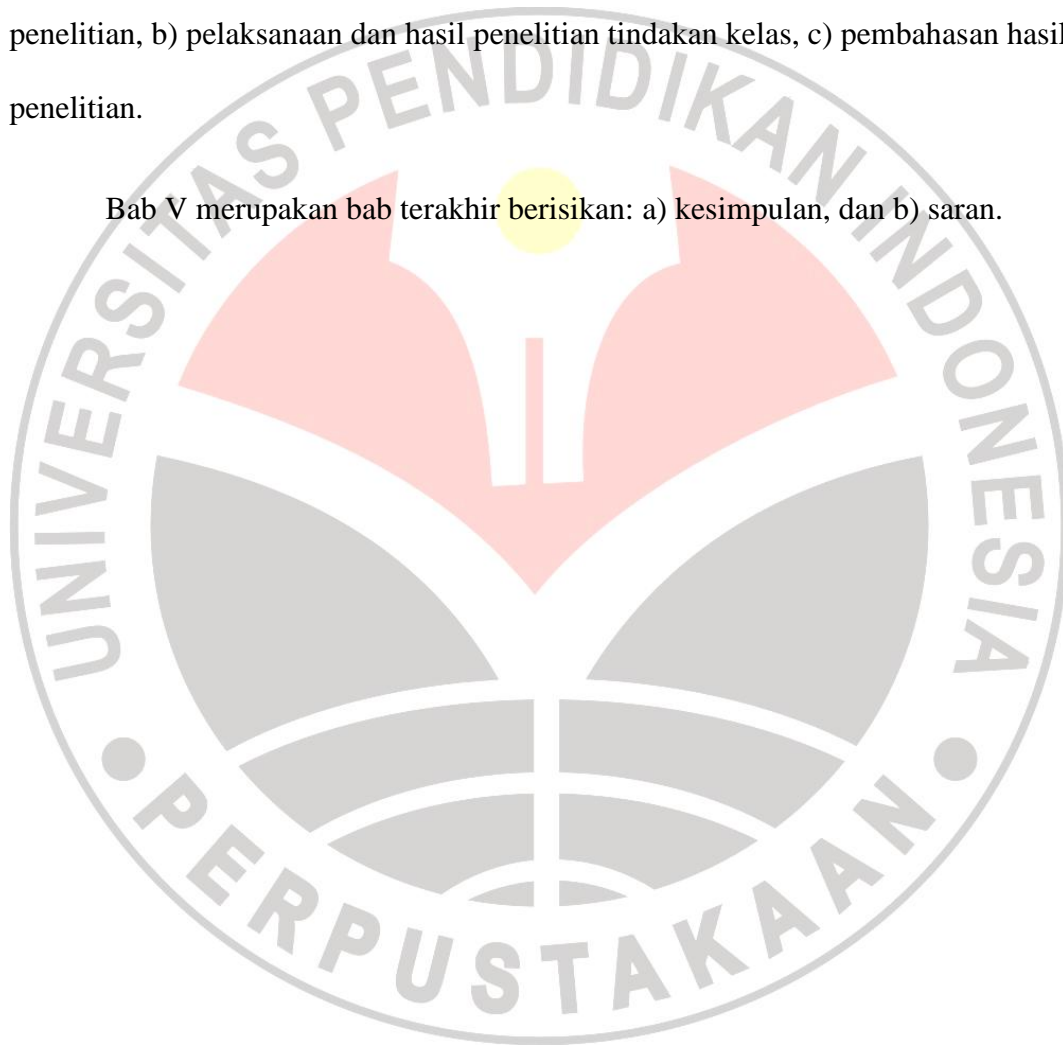 penelitian, b) pelaksanaan dan hasil penelitian tindakan kelas, c) pembahasan hasil
penelitian.
Bab V merupakan bab terakhir berisikan: a) kesimpulan, dan b) saran.
UNIVERSITAS PENDIDIKAN INDONESIA
PERPUSTAKAAN